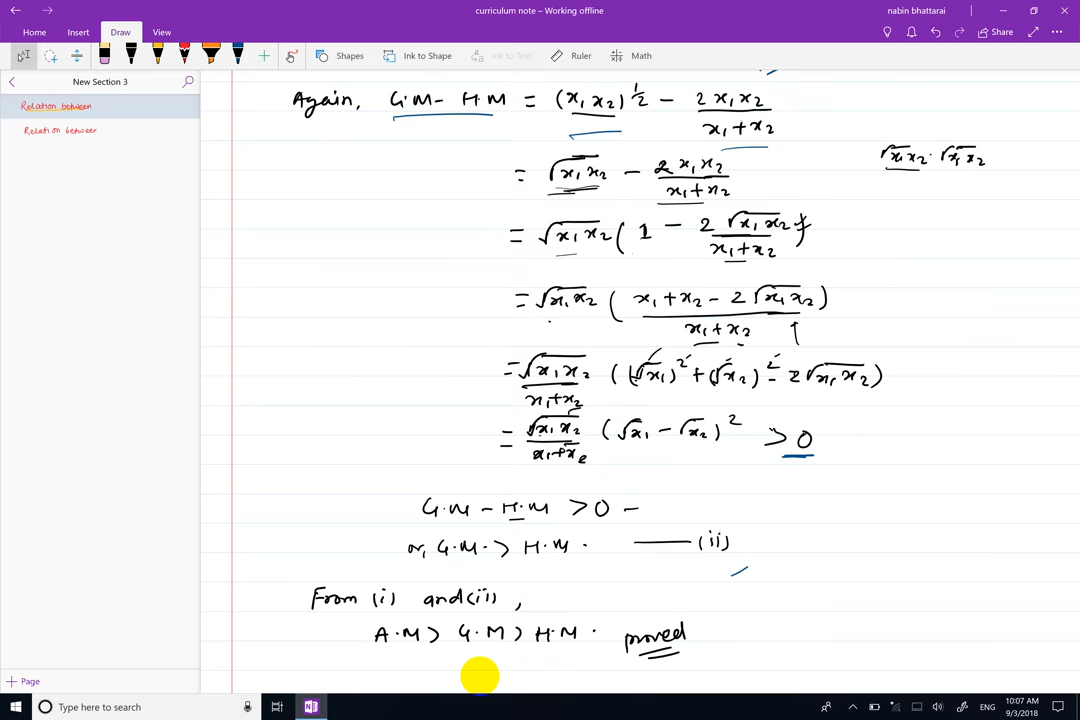 curriculum note – Working offline
nabin bhattarai
Home Insert Draw View
Share
Shapes Ink to Shape Ink to Text Ruler Math
New Section 3
Relation between
Relation between
Again, G.M - H.M = (x₁x₂)^½ - 2x₁x₂ / x₁+x₂
√x₁x₂ · √x₁x₂
= √x₁x₂ - 2x₁x₂ / x₁+x₂
= √x₁x₂ ( 1 - 2√x₁x₂ / x₁+x₂ )
= √x₁x₂ ( x₁+x₂ - 2√x₁x₂ / x₁+x₂ )
= √x₁x₂ / x₁+x₂ ( (√x₁)² + (√x₂)² - 2√x₁x₂ )
= √x₁x₂ / x₁+x₂ ( √x₁ - √x₂ )² > 0
G.M - H.M > 0 -
or, G.M. > H.M. —— (ii)
From (i) and (ii),
A.M > G.M > H.M. proved
Page
Type here to search
ENG
10:07 AM
9/3/2018